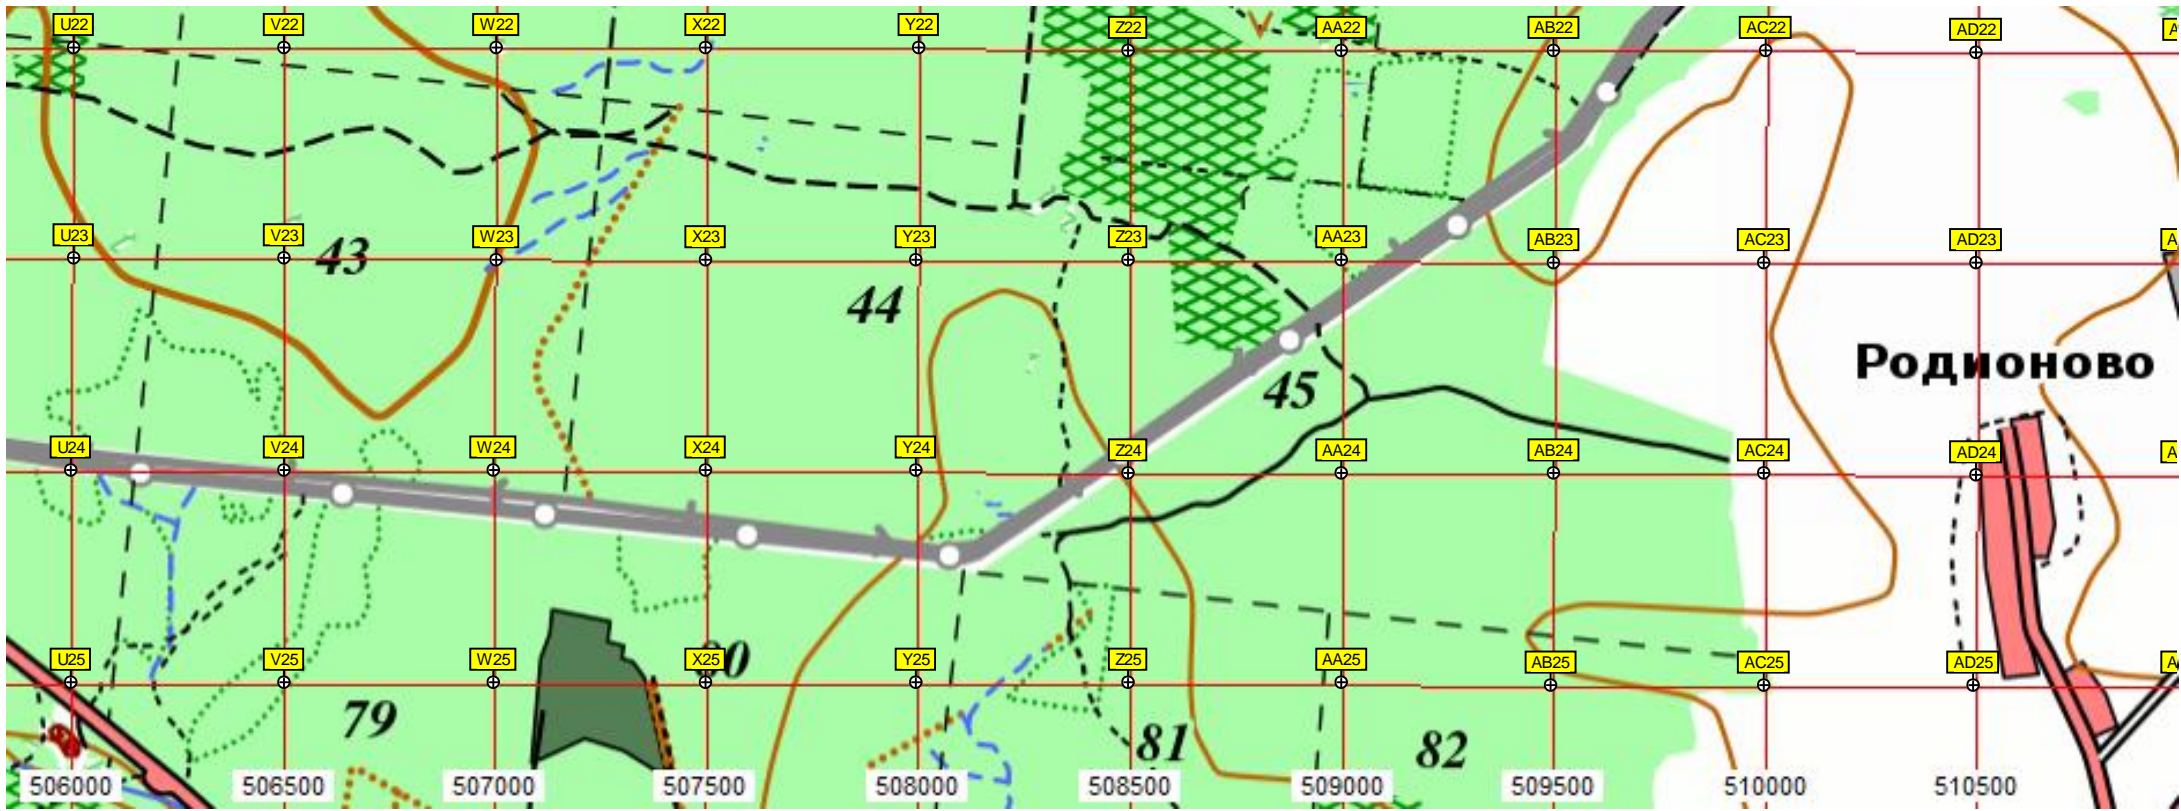 U22 V22 W22 X22 Y22 Z22 AA22 AB22 AC22 AD22 A
U23 V23 W23 X23 Y23 Z23 AA23 AB23 AC23 AD23 A
43
44
Родионово
45
U24 V24 W24 X24 Y24 Z24 AA24 AB24 AC24 AD24 A
U25 V25 W25 X25 Y25 Z25 AA25 AB25 AC25 AD25 A
79 81 82
506000 506500 507000 507500 508000 508500 509000 509500 510000 510500